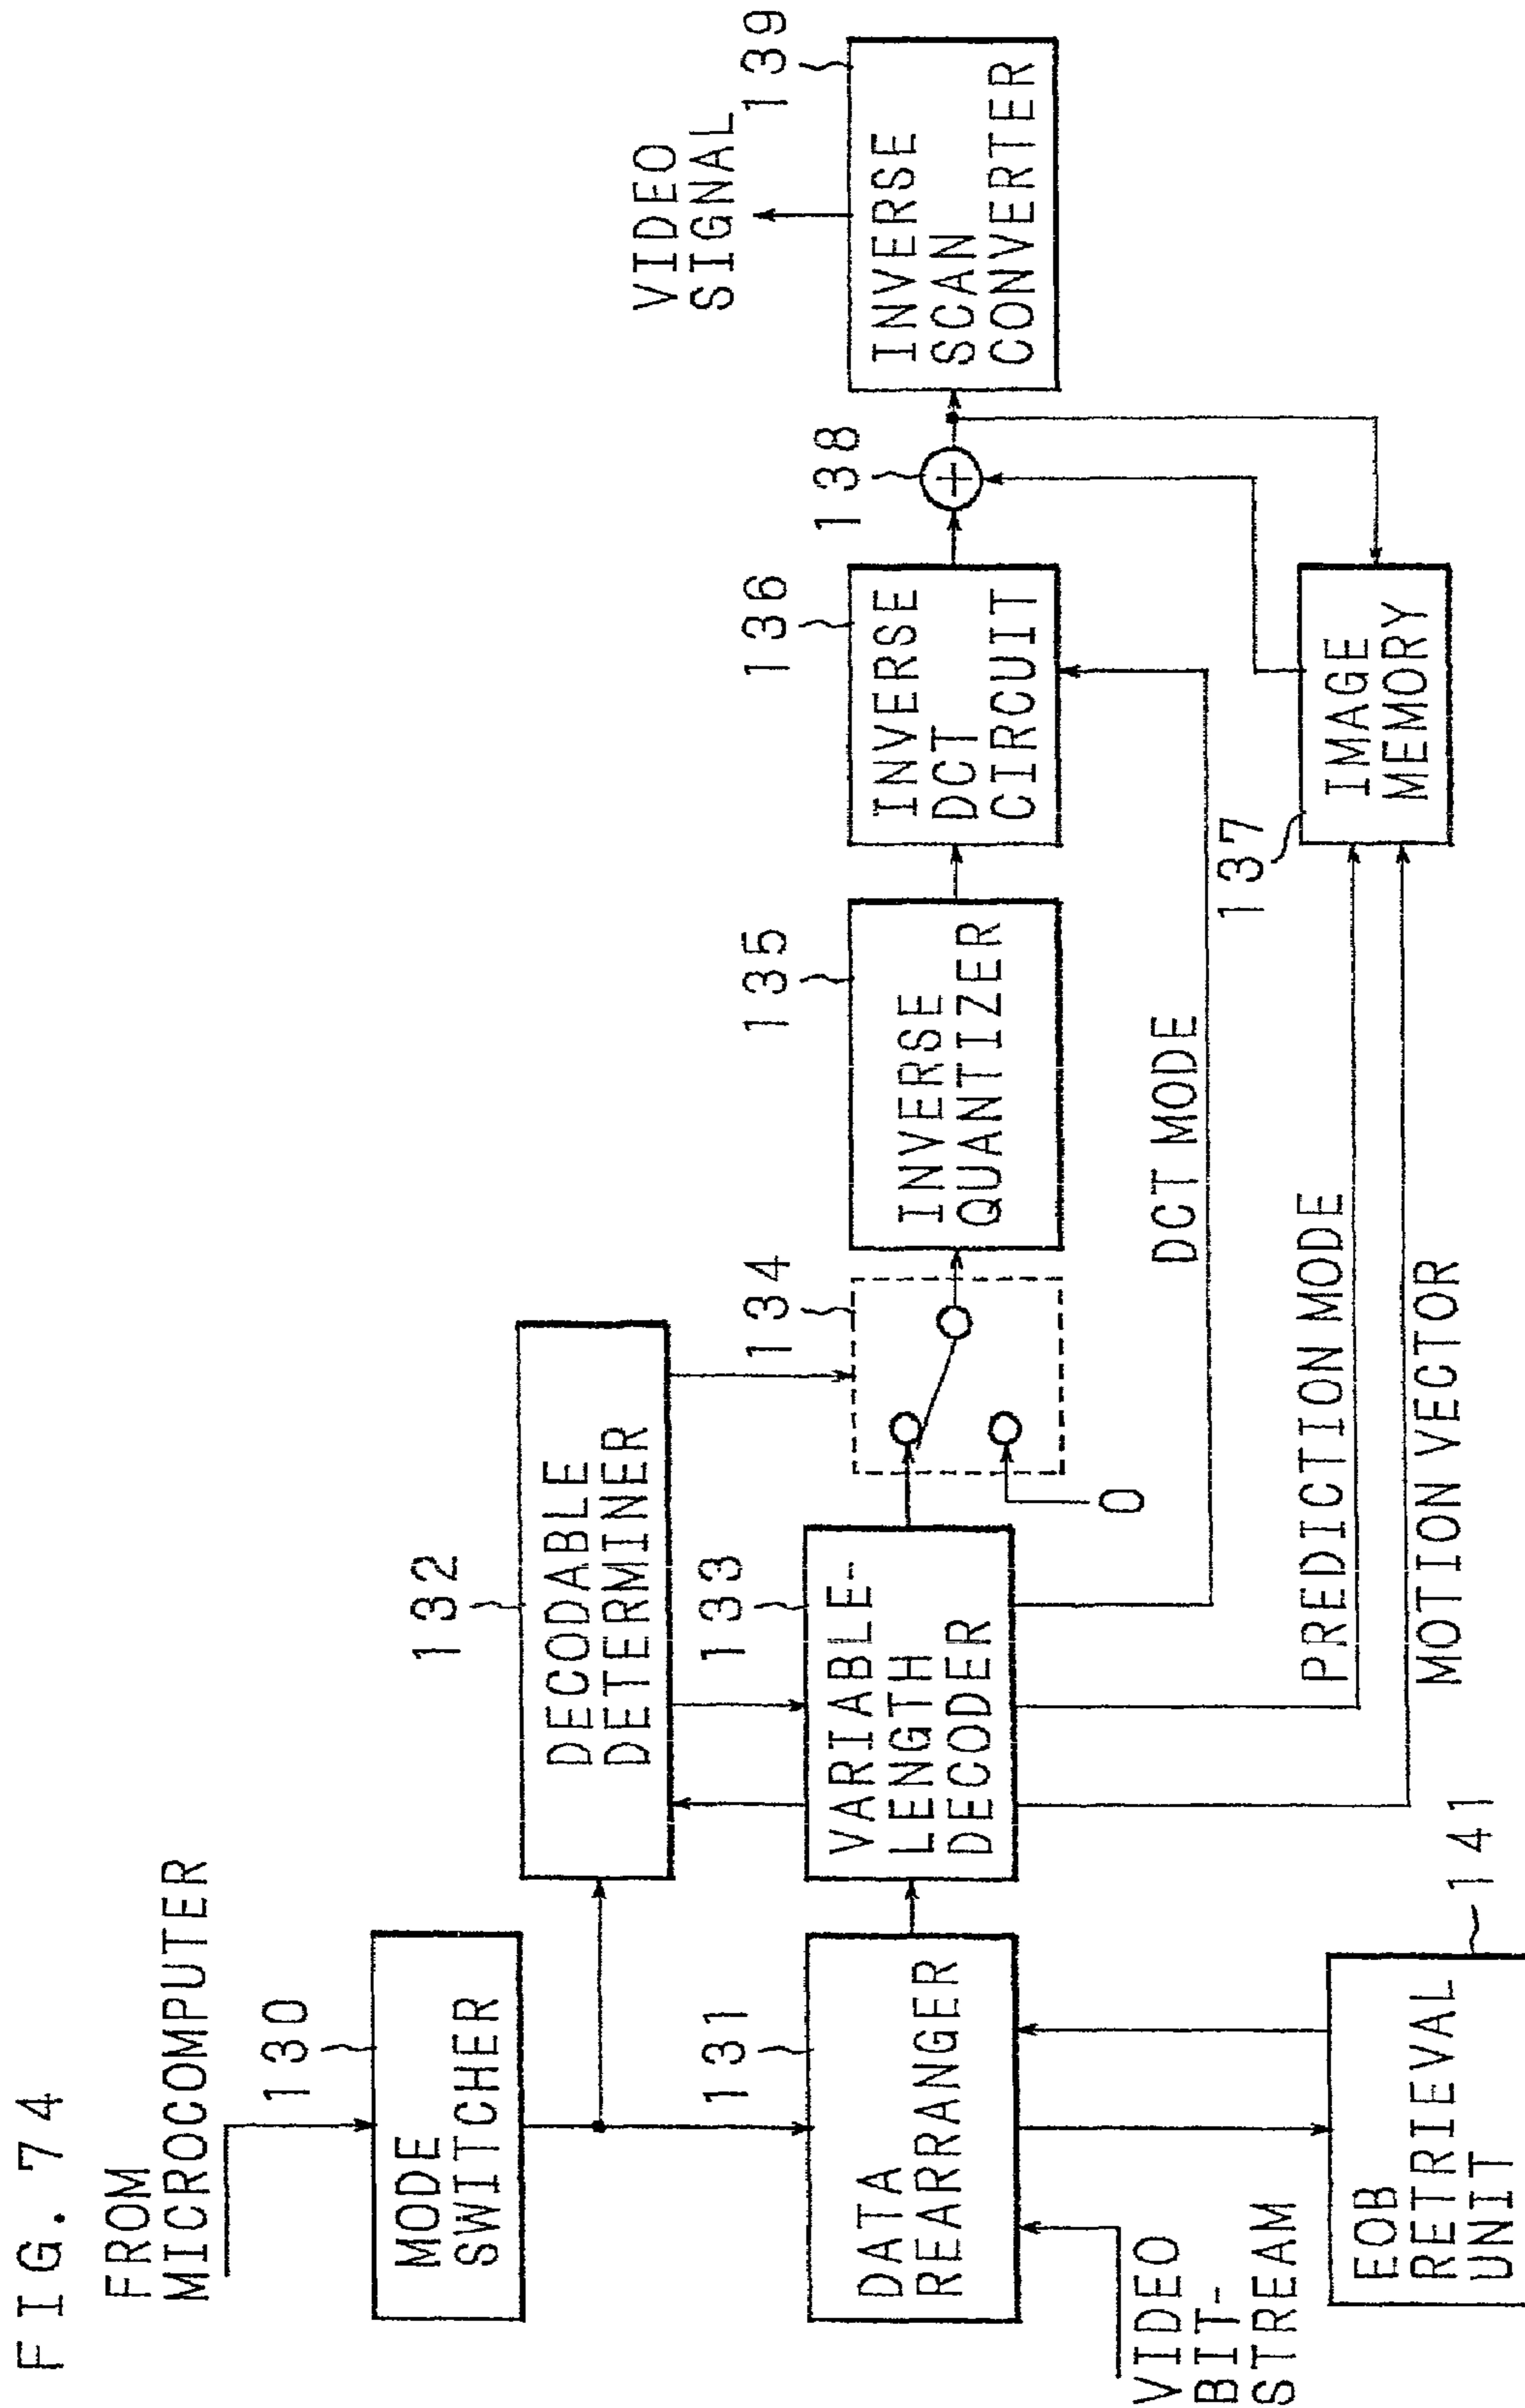 FIG. 74
FROM
MICROCOMPUTER
130
MODE
SWITCHER
132
DECODABLE
DETERMINER
VIDEO
SIGNAL
131
DATA
REARRANGER
133
VARIABLE-
LENGTH
DECODER
134
0
135
INVERSE
QUANTIZER
136
INVERSE
DCT
CIRCUIT
138
139
INVERSE
SCAN
CONVERTER
DCT MODE
PREDICTION MODE
MOTION VECTOR
137
IMAGE
MEMORY
VIDEO
BIT-
STREAM
141
EOB
RETRIEVAL
UNIT